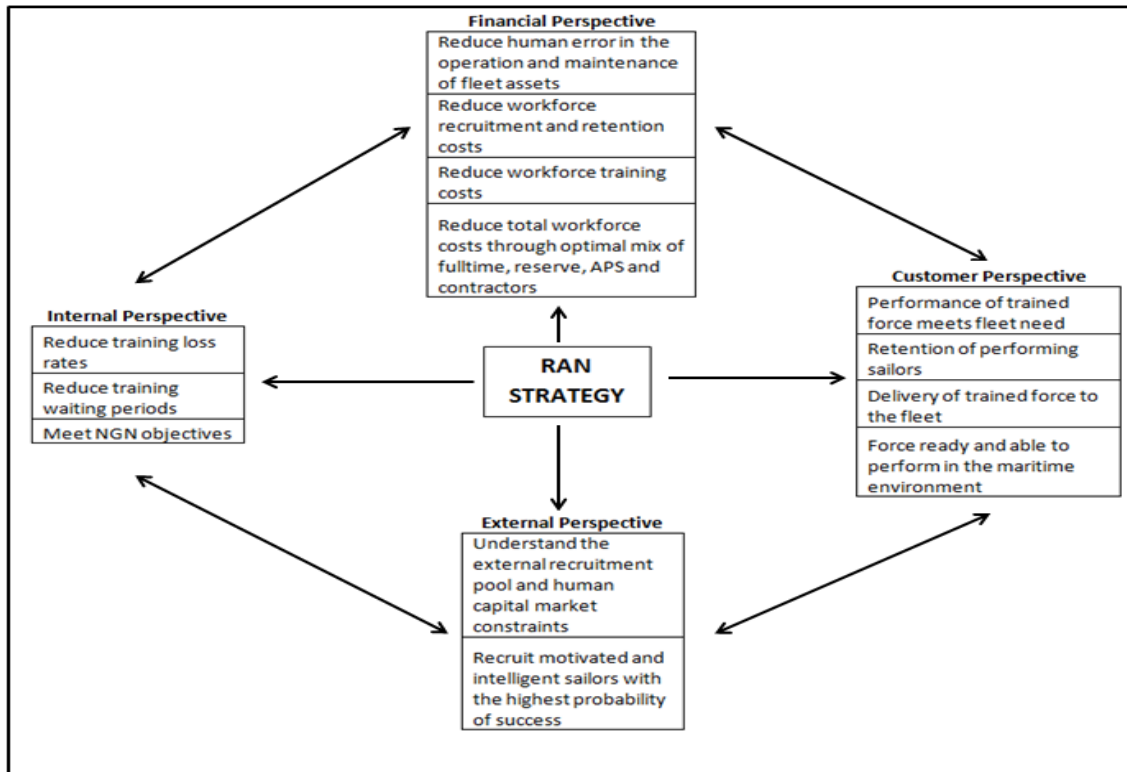 Financial Perspective
Reduce human error in the
operation and maintenance
of fleet assets
Reduce workforce
recruitment and retention
costs
Reduce workforce training
costs
Reduce total workforce
costs through optimal mix of
fulltime, reserve, APS and
contractors
Internal Perspective
Reduce training loss
rates
Reduce training
waiting periods
Meet NGN objectives
RAN
STRATEGY
Customer Perspective
Performance of trained
force meets fleet need
Retention of performing
sailors
Delivery of trained force to
the fleet
Force ready and able to
perform in the maritime
environment
External Perspective
Understand the
external recruitment
pool and human
capital market
constraints
Recruit motivated and
intelligent sailors with
the highest probability
of success